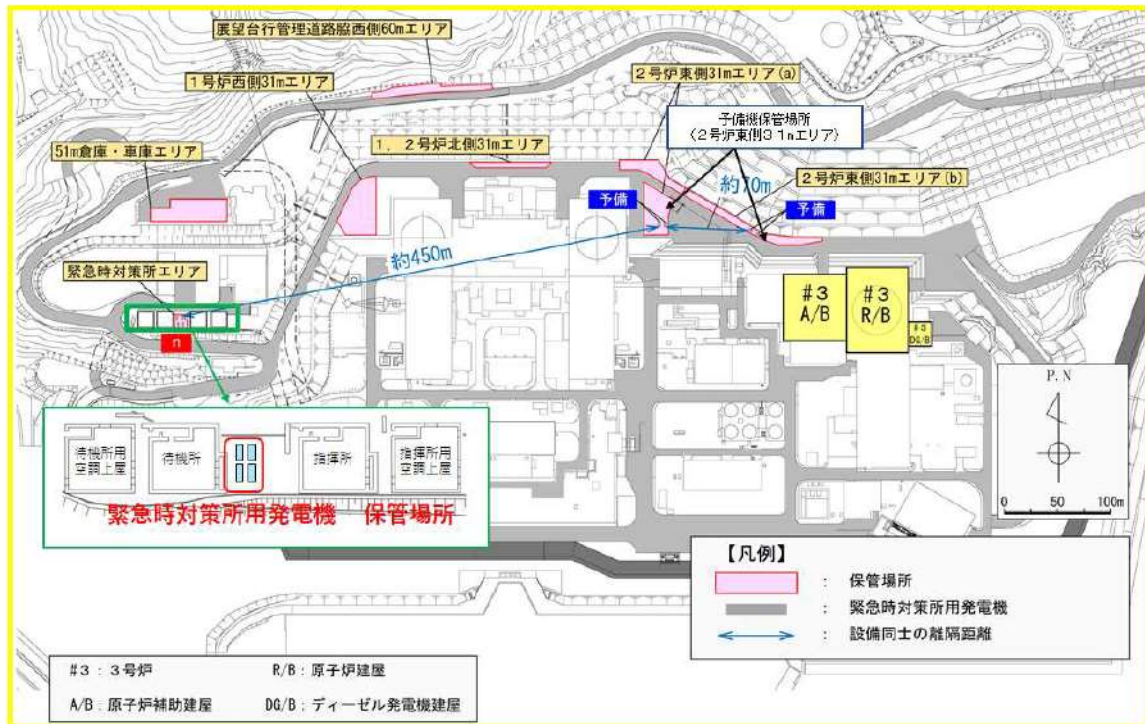 展望台行管理道路脇西側60mエリア
1号炉西側31mエリア
2号炉東側31mエリア(a)
予備機保管場所
(2号炉東側31nエリア)
51m倉庫・車庫エリア
1，2号炉北側31mエリア
約70m
2号炉東側31mエリア(b)
予備
予備
約450m
緊急時対策所エリア
n
#3
A/B
#3
R/B
#3
DG/B
P.N
0 50 100m
待機所用
空調上屋
待機所
指揮所
指揮所用
空調上屋
緊急時対策所用発電機 保管場所
【凡例】
： 保管場所
： 緊急時対策所用発電機
： 設備同士の離隔距離
#3：3号炉 R/B：原子炉建屋
A/B：原子炉補助建屋 DG/B：ディーゼル発電機建屋